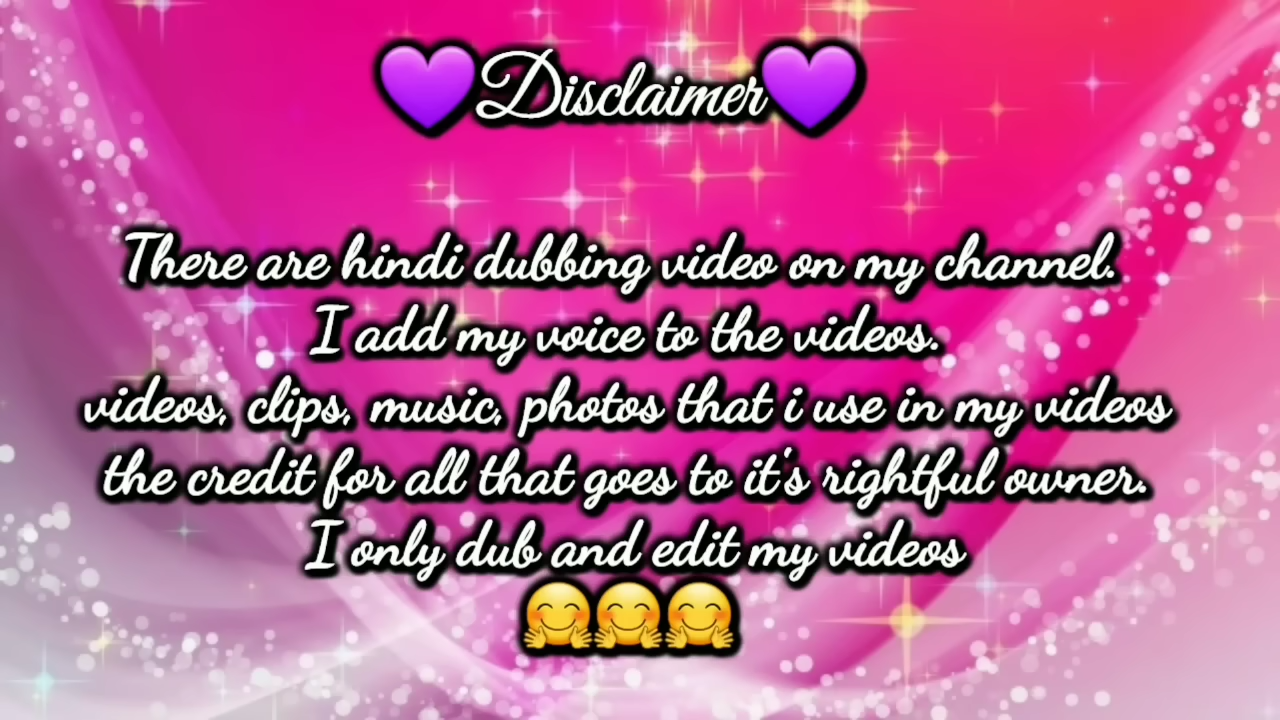 💜Disclaimer💜
There are hindi dubbing video on my channel.
I add my voice to the videos.
videos, clips, music, photos that i use in my videos
the credit for all that goes to it's rightful owner.
I only dub and edit my videos
🤗🤗🤗